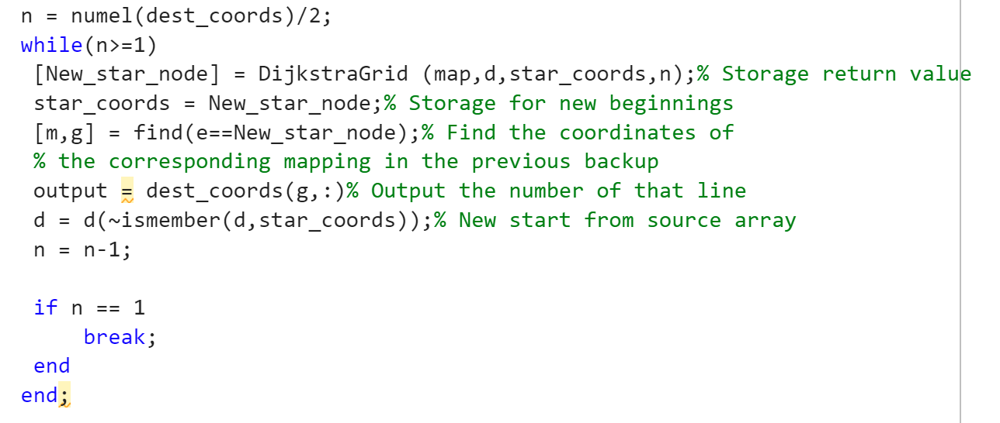 n = numel(dest_coords)/2;
while(n>=1)
[New_star_node] = DijkstraGrid (map,d,star_coords,n);% Storage return value
star_coords = New_star_node;% Storage for new beginnings
[m,g] = find(e==New_star_node);% Find the coordinates of
% the corresponding mapping in the previous backup
output = dest_coords(g,:)% Output the number of that line
d = d(~ismember(d,star_coords));% New start from source array
n = n-1;
if n == 1
break;
end
end;